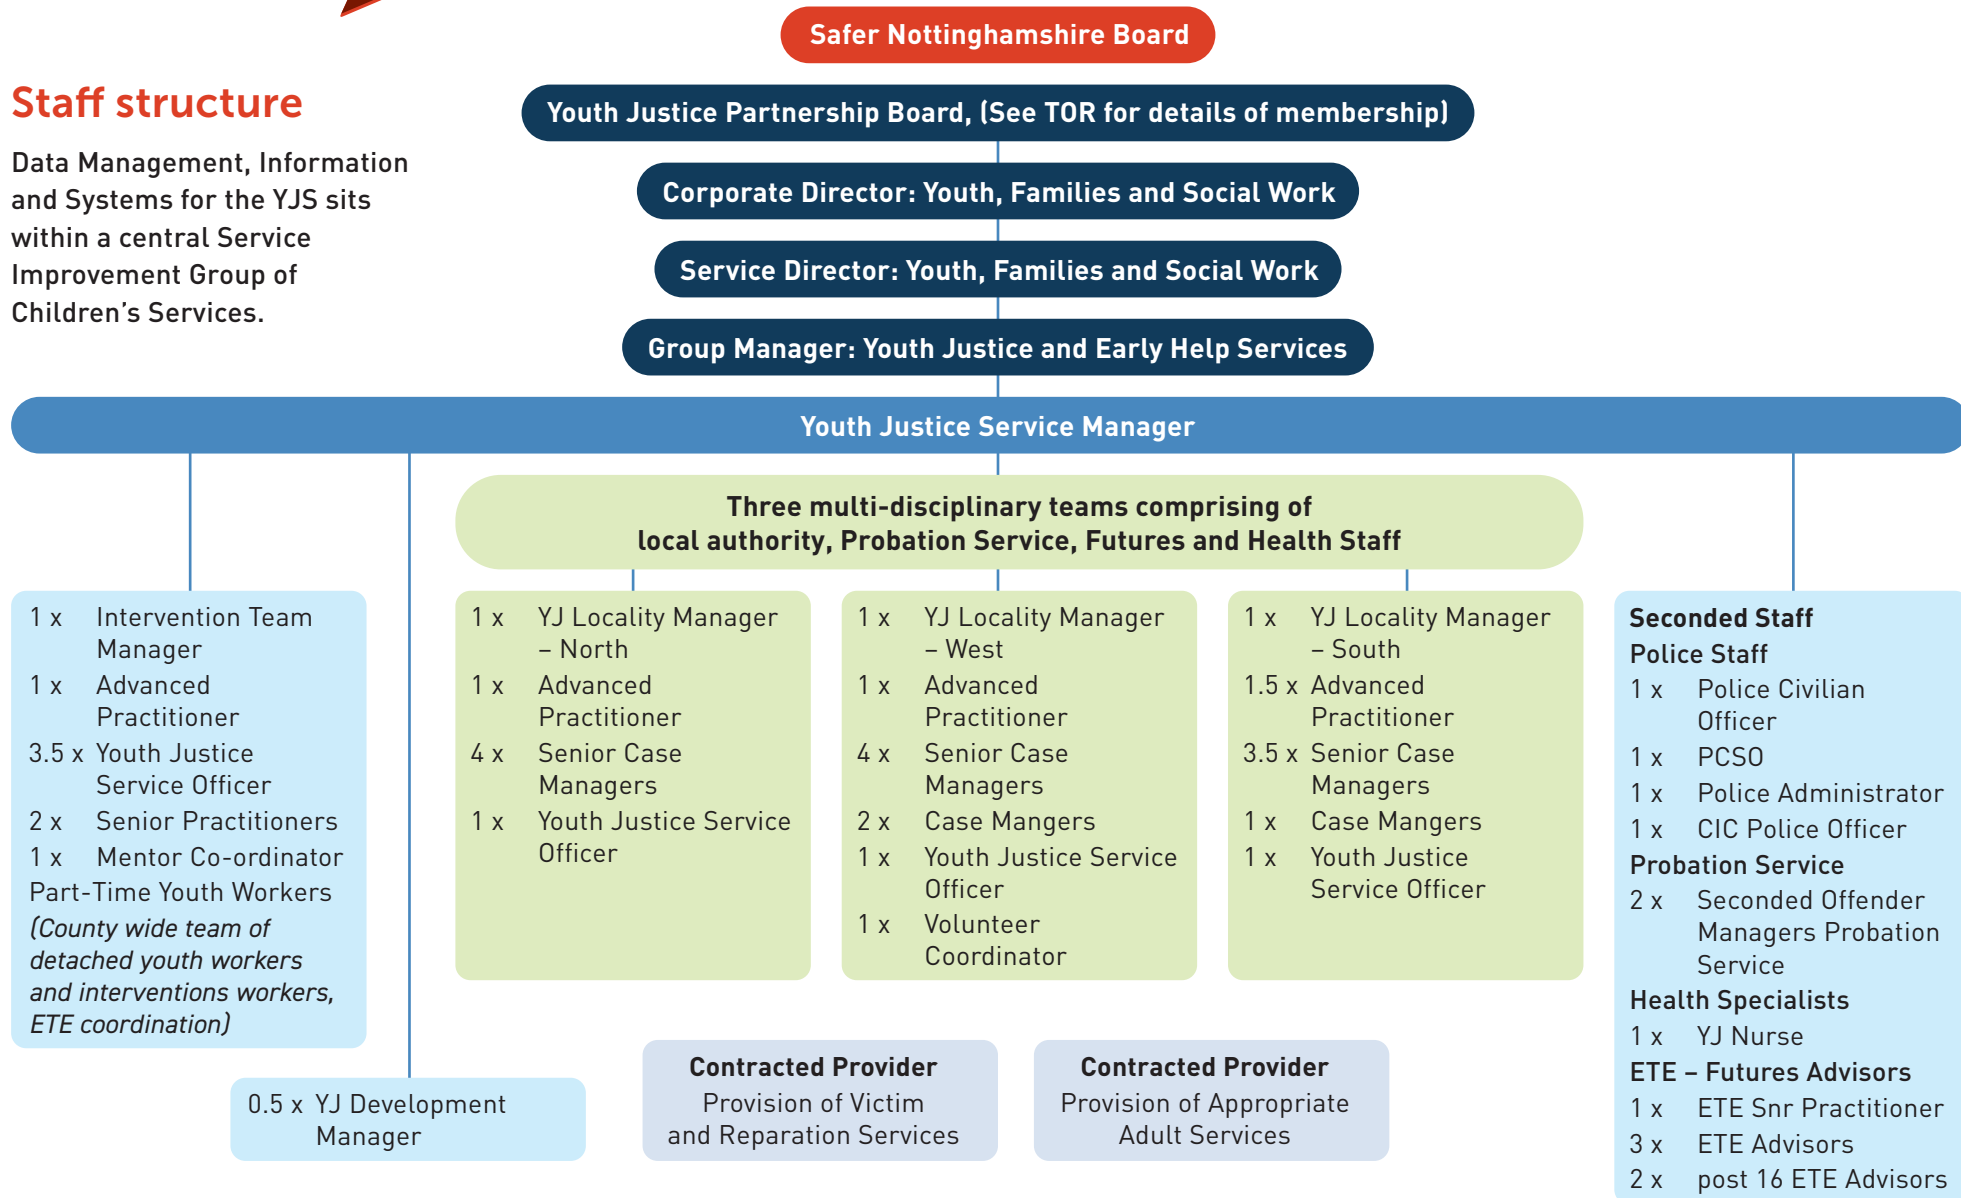 Safer Nottinghamshire Board
Staff structure
Data Management, Information
and Systems for the YJS sits
within a central Service
Improvement Group of
Children's Services.
Youth Justice Partnership Board, (See TOR for details of membership)
Corporate Director: Youth, Families and Social Work
Service Director: Youth, Families and Social Work
Group Manager: Youth Justice and Early Help Services
Youth Justice Service Manager
Three multi-disciplinary teams comprising of
local authority, Probation Service, Futures and Health Staff
1 x Intervention Team
Manager
1 x Advanced
Practitioner
3.5 x Youth Justice
Service Officer
2 x Senior Practitioners
1 x Mentor Co-ordinator
Part-Time Youth Workers
(County wide team of
detached youth workers
and interventions workers,
ETE coordination)
0.5 x YJ Development
Manager
1 x YJ Locality Manager
– North
1 x Advanced
Practitioner
4 x Senior Case
Managers
1 x Youth Justice Service
Officer
1 x YJ Locality Manager
– West
1 x Advanced
Practitioner
4 x Senior Case
Managers
2 x Case Mangers
1 x Youth Justice Service
Officer
1 x Volunteer
Coordinator
1 x YJ Locality Manager
– South
1.5 x Advanced
Practitioner
3.5 x Senior Case
Managers
1 x Case Mangers
1 x Youth Justice
Service Officer
Contracted Provider
Provision of Victim
and Reparation Services
Contracted Provider
Provision of Appropriate
Adult Services
Seconded Staff
Police Staff
1 x Police Civilian
Officer
1 x PCSO
1 x Police Administrator
1 x CIC Police Officer
Probation Service
2 x Seconded Offender
Managers Probation
Service
Health Specialists
1 x YJ Nurse
ETE – Futures Advisors
1 x ETE Snr Practitioner
3 x ETE Advisors
2 x post 16 ETE Advisors